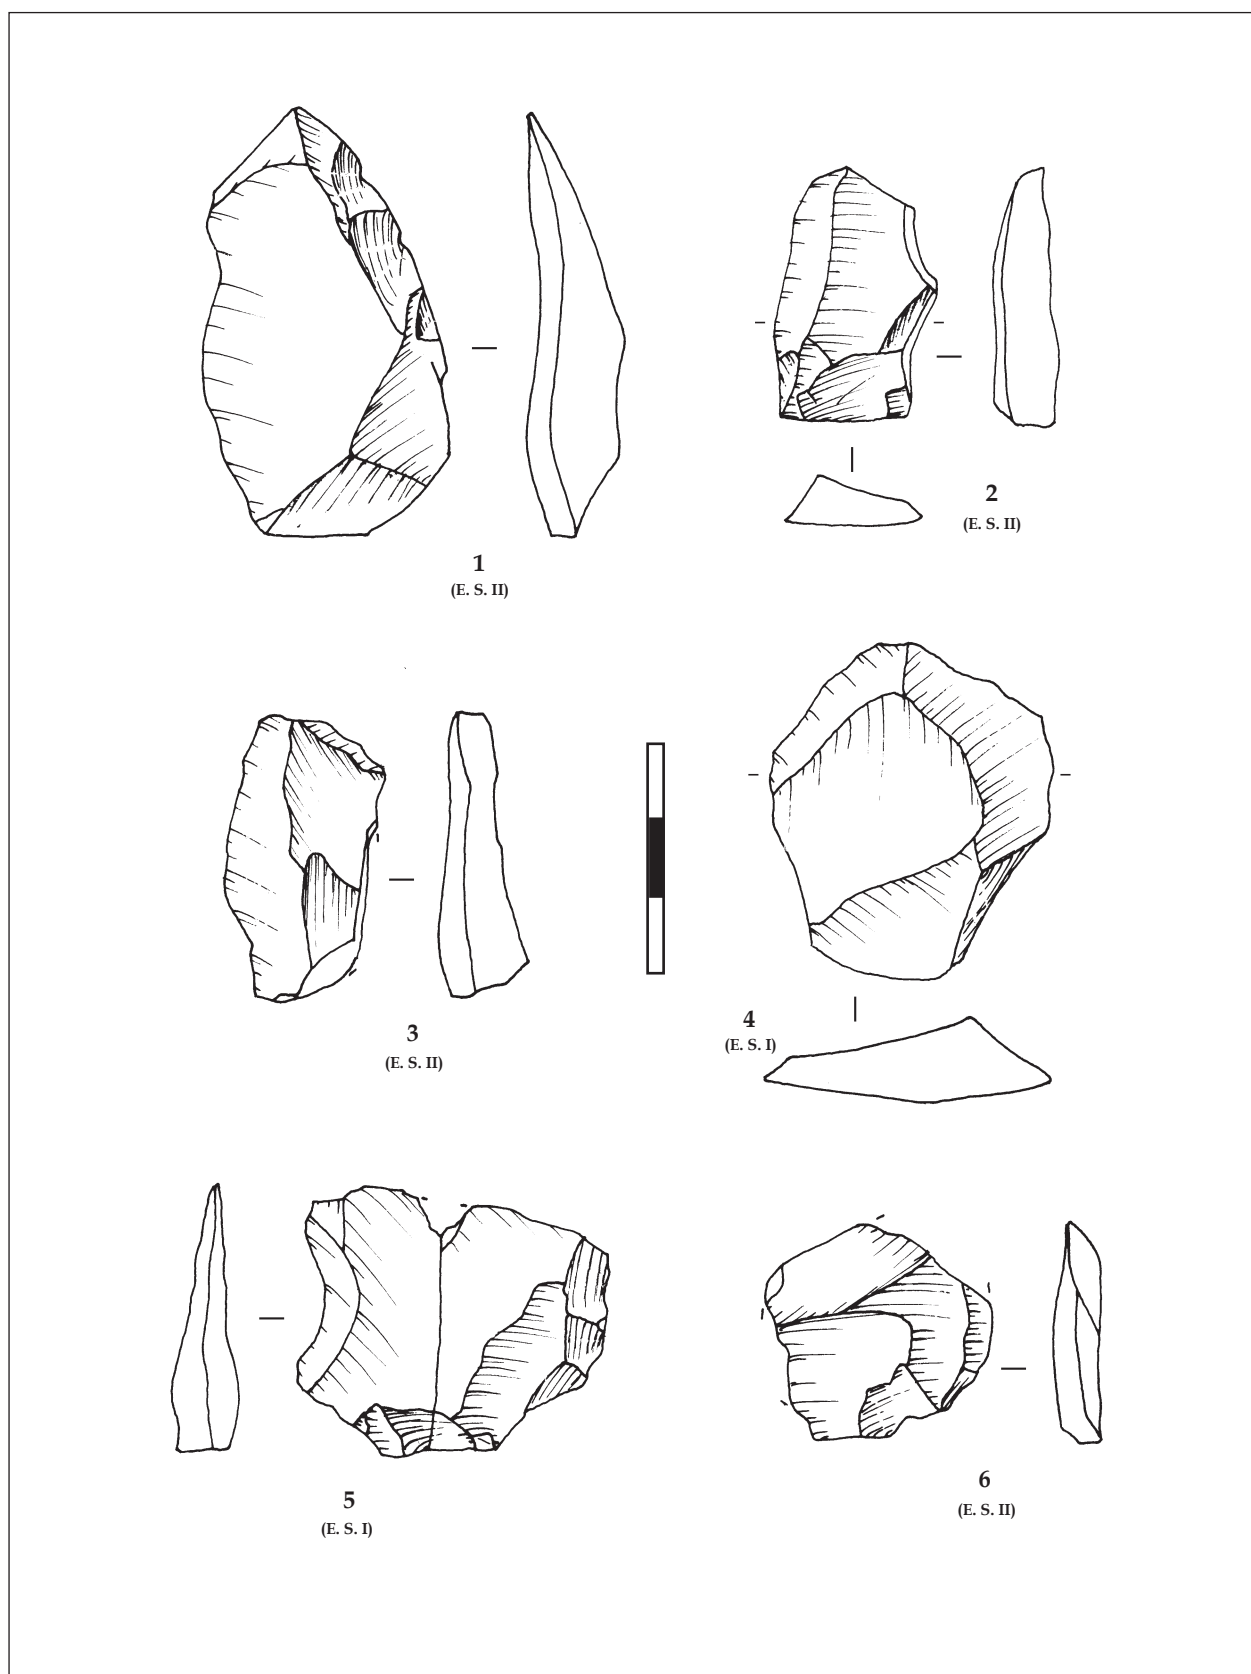 1
(E. S. II)
2
(E. S. II)
3
(E. S. II)
4
(E. S. I)
5
(E. S. I)
6
(E. S. II)